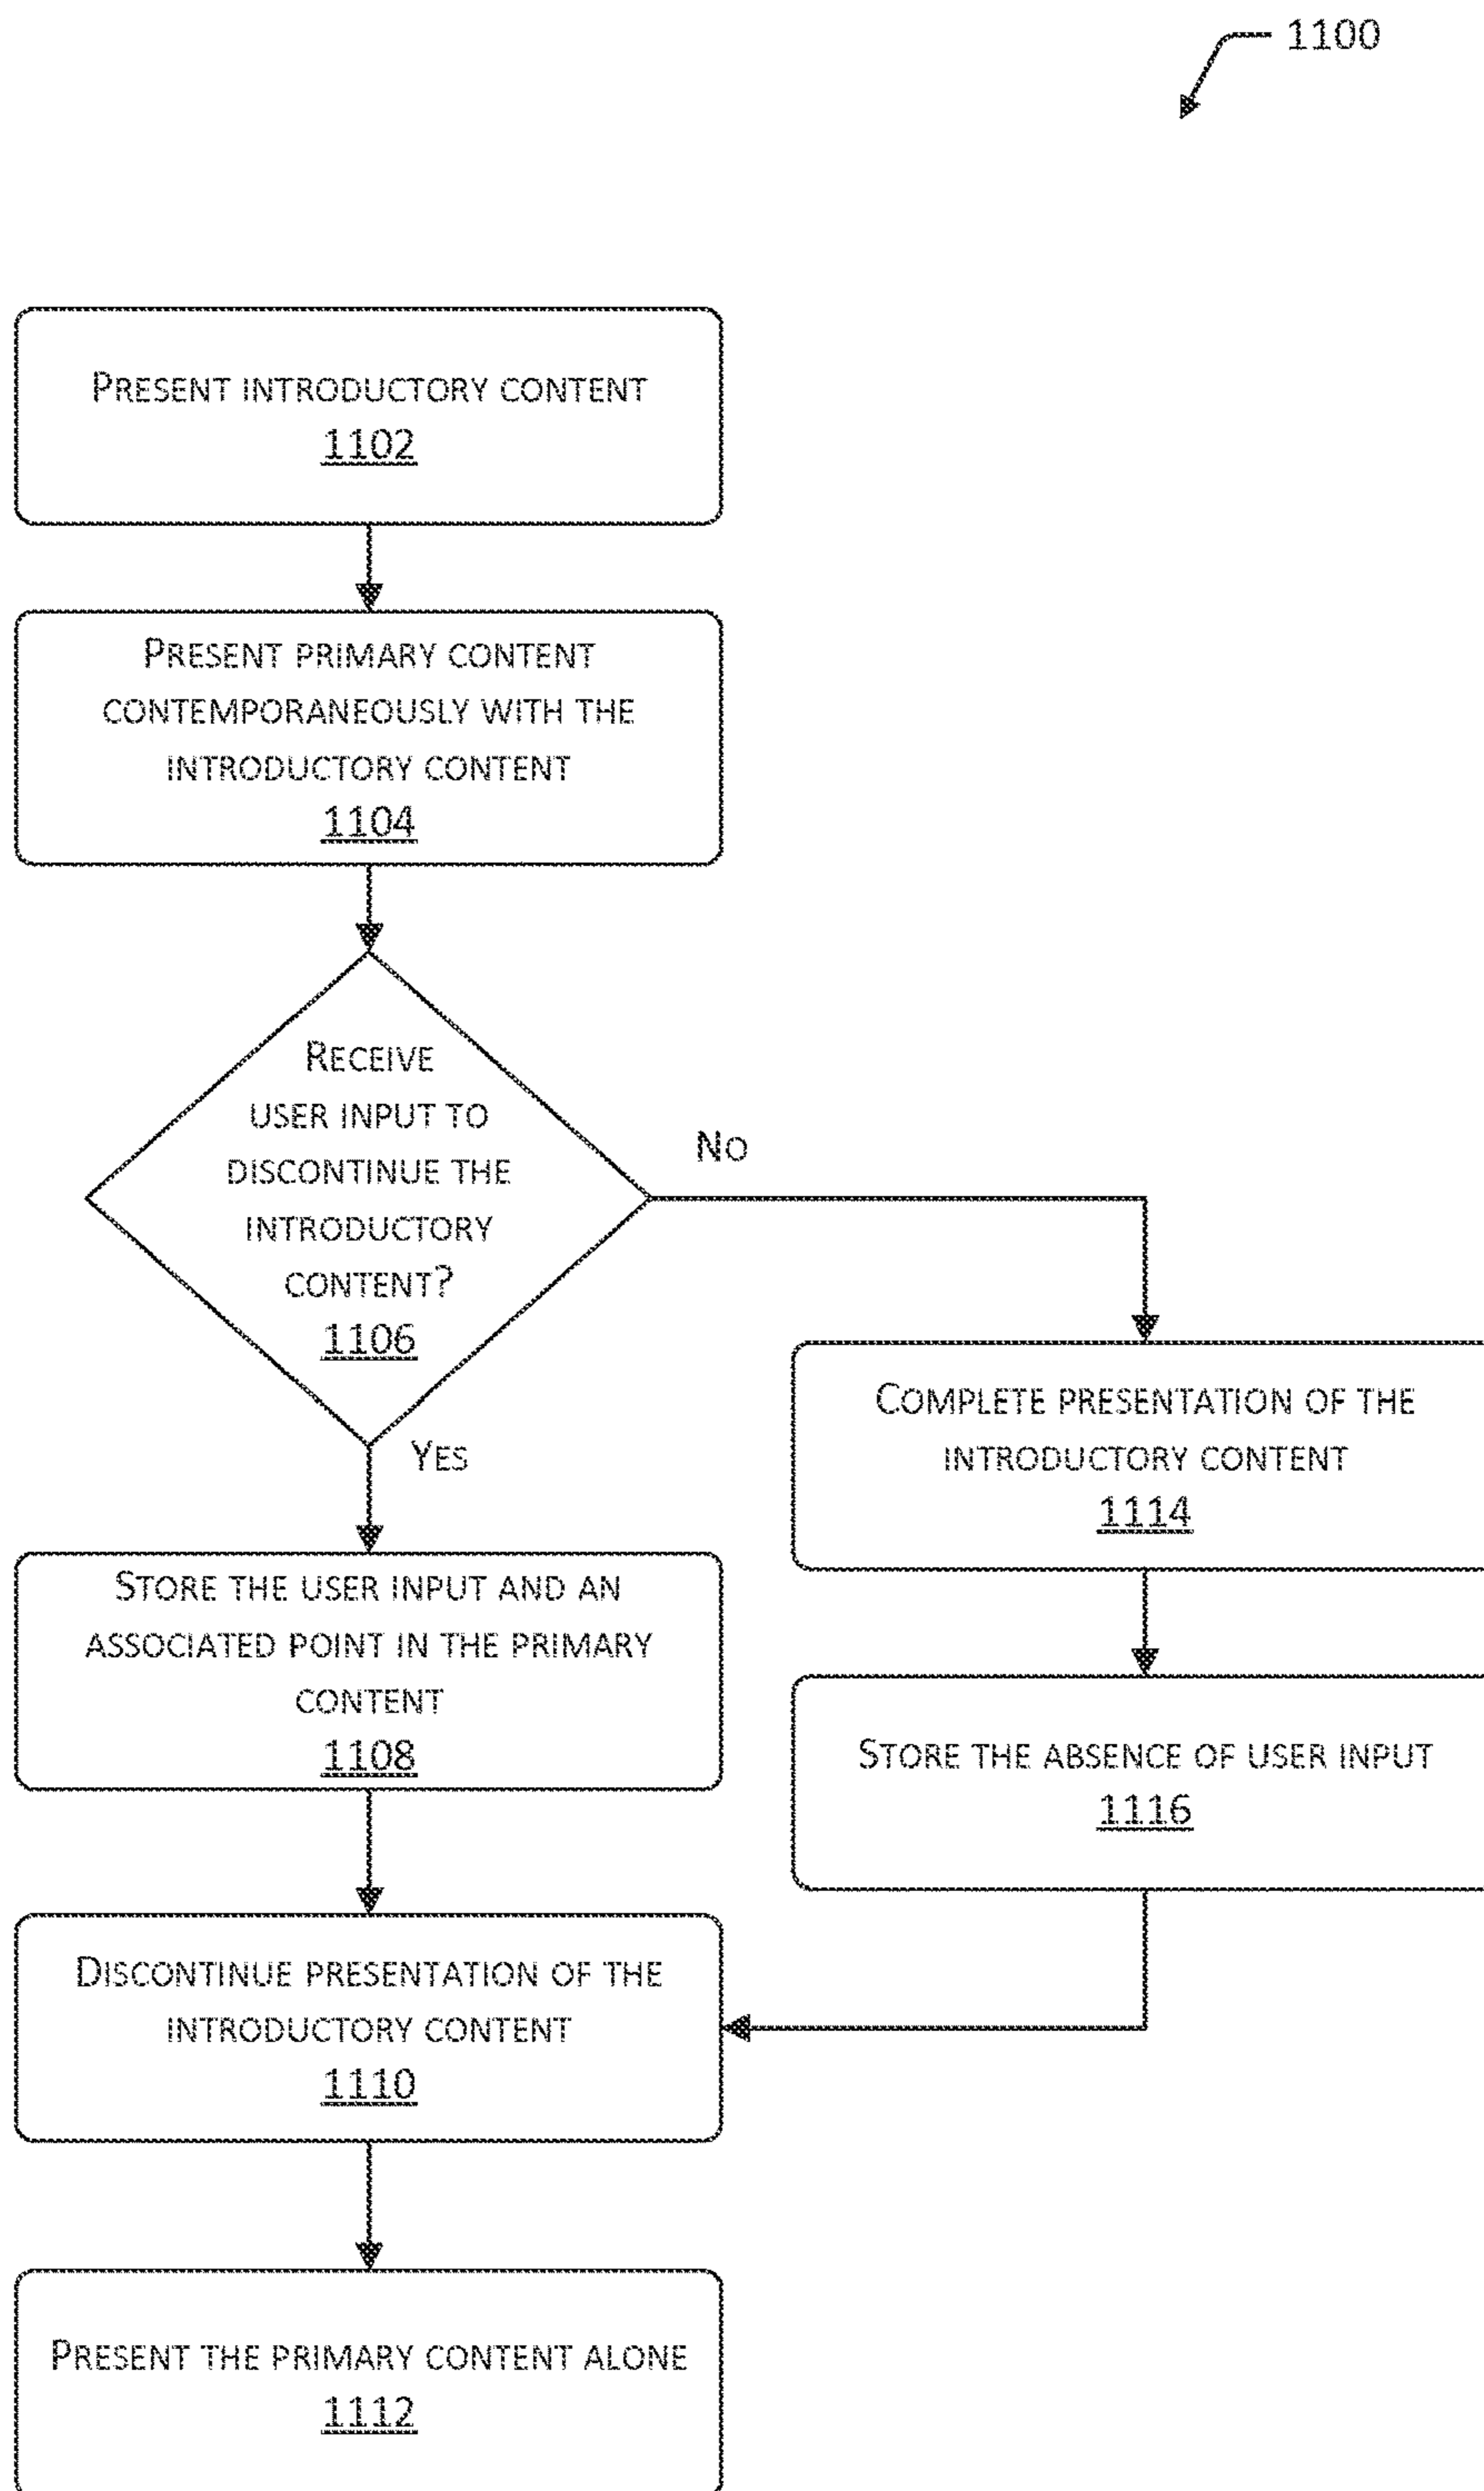 1100
PRESENT INTRODUCTORY CONTENT
1102
PRESENT PRIMARY CONTENT
CONTEMPORANEOUSLY WITH THE
INTRODUCTORY CONTENT
1104
RECEIVE
USER INPUT TO
DISCONTINUE THE
INTRODUCTORY
CONTENT?
1106
NO
YES
COMPLETE PRESENTATION OF THE
INTRODUCTORY CONTENT
1114
STORE THE USER INPUT AND AN
ASSOCIATED POINT IN THE PRIMARY
CONTENT
1108
STORE THE ABSENCE OF USER INPUT
1116
DISCONTINUE PRESENTATION OF THE
INTRODUCTORY CONTENT
1110
PRESENT THE PRIMARY CONTENT ALONE
1112